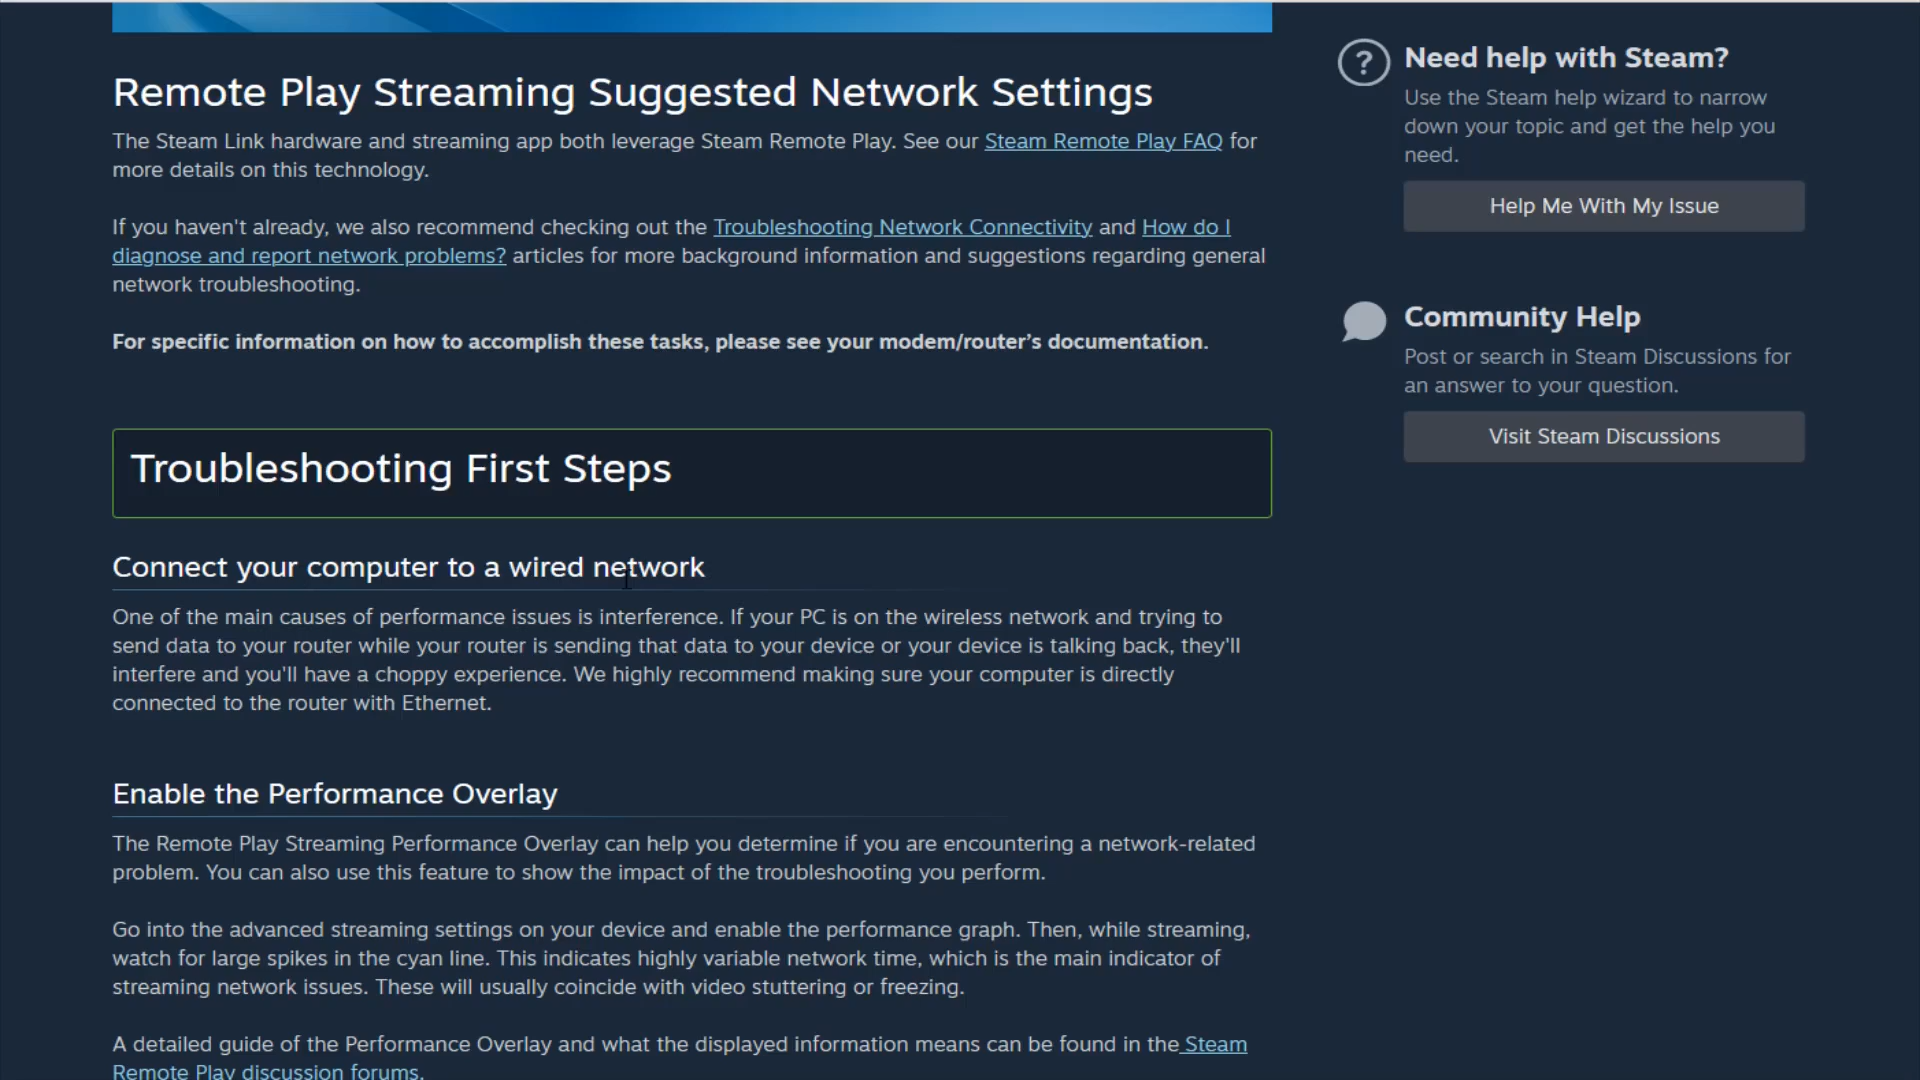 Remote Play Streaming Suggested Network Settings
The Steam Link hardware and streaming app both leverage Steam Remote Play. See our Steam Remote Play FAQ for
more details on this technology.
If you haven't already, we also recommend checking out the Troubleshooting Network Connectivity and How do I
diagnose and report network problems? articles for more background information and suggestions regarding general
network troubleshooting.
For specific information on how to accomplish these tasks, please see your modem/router’s documentation.
Troubleshooting First Steps
Connect your computer to a wired network
One of the main causes of performance issues is interference. If your PC is on the wireless network and trying to
send data to your router while your router is sending that data to your device or your device is talking back, they'll
interfere and you'll have a choppy experience. We highly recommend making sure your computer is directly
connected to the router with Ethernet.
Enable the Performance Overlay
The Remote Play Streaming Performance Overlay can help you determine if you are encountering a network-related
problem. You can also use this feature to show the impact of the troubleshooting you perform.
Go into the advanced streaming settings on your device and enable the performance graph. Then, while streaming,
watch for large spikes in the cyan line. This indicates highly variable network time, which is the main indicator of
streaming network issues. These will usually coincide with video stuttering or freezing.
A detailed guide of the Performance Overlay and what the displayed information means can be found in the Steam
Remote Play discussion forums.
Need help with Steam?
Use the Steam help wizard to narrow
down your topic and get the help you
need.
Help Me With My Issue
Community Help
Post or search in Steam Discussions for
an answer to your question.
Visit Steam Discussions